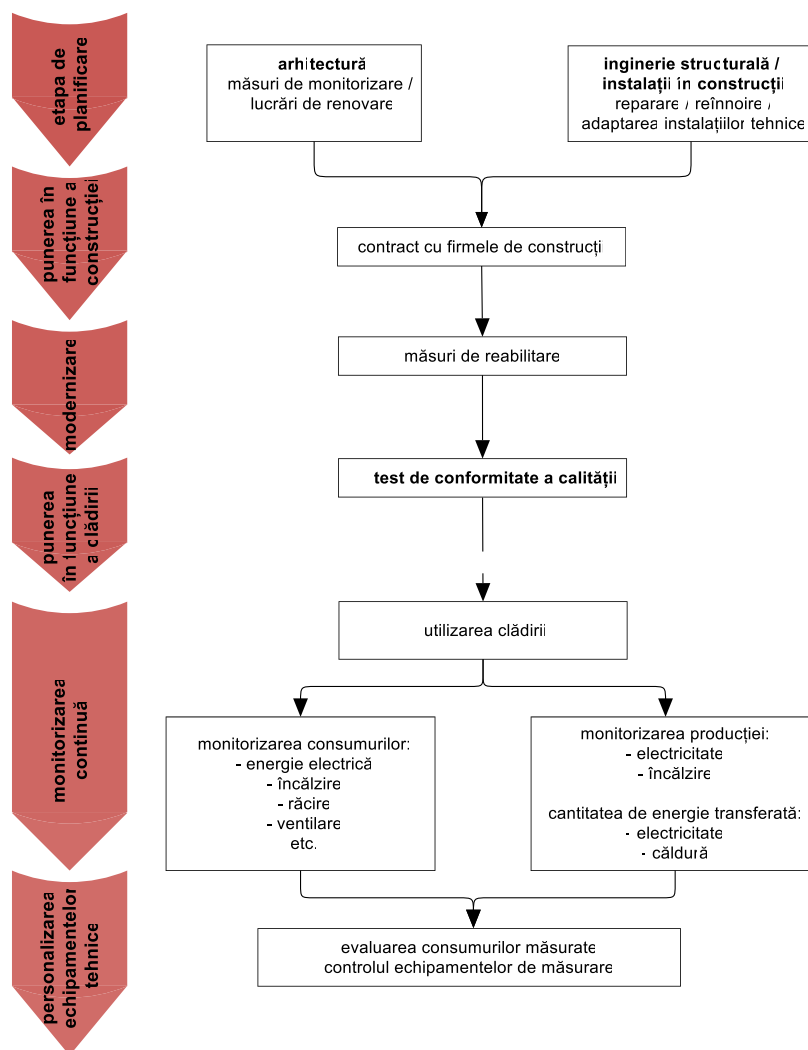 etapa de
planificare
arhitectură
măsuri de monitorizare /
lucrări de renovare
inginerie structurală /
instalații în construcții
reparare / reînnoire /
adaptarea instalațiilor tehnice
punerea în
funcțiune a
construcției
contract cu firmele de construcții
modernizare
măsuri de reabilitare
punerea
în funcțiune
a clădirii
test de conformitate a calității
monitorizarea
continuă
utilizarea clădirii
monitorizarea consumurilor:
- energie electrică
- încălzire
- răcire
- ventilare
etc.
monitorizarea producției:
- electricitate
- încălzire
cantitatea de energie transferată:
- electricitate
- căldură
personalizarea
echipamentelor
tehnice
evaluarea consumurilor măsurate
controlul echipamentelor de măsurare